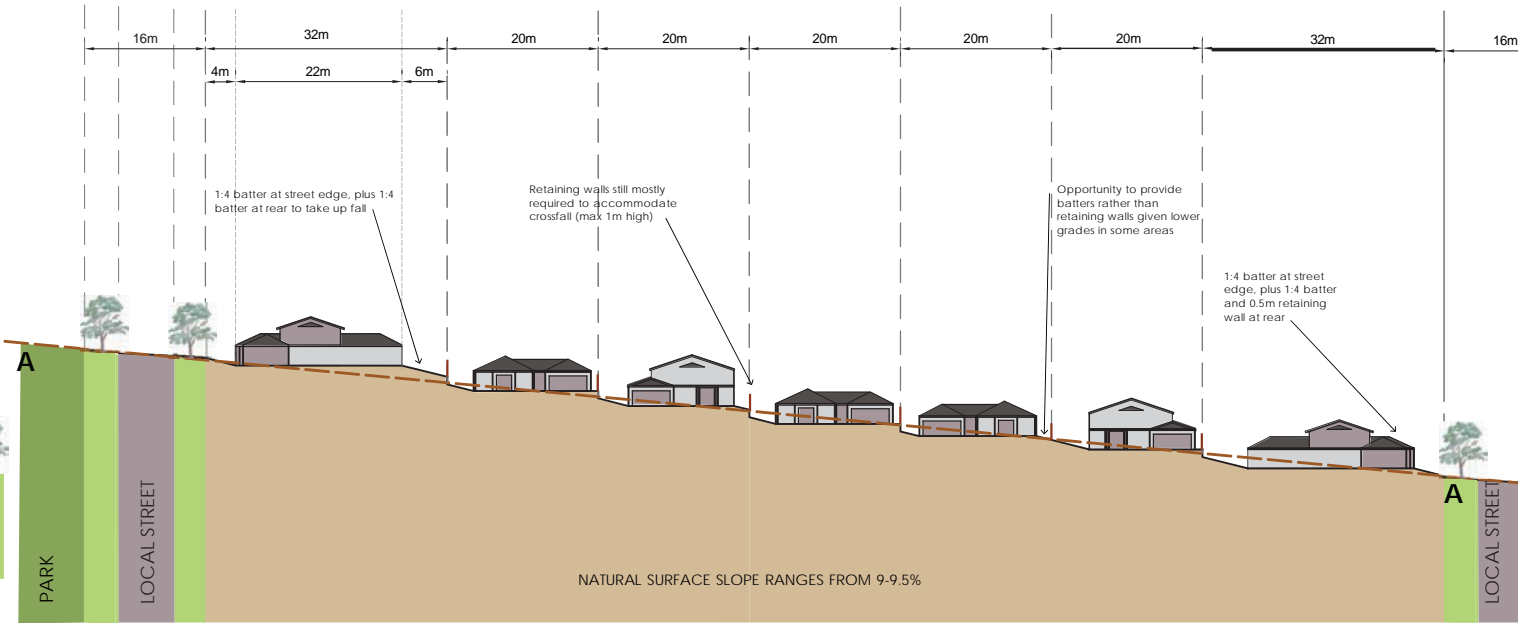 16m
32m
20m
20m
20m
20m
20m
32m
16m
4m
22m
6m
1:4 batter at street edge, plus 1:4
batter at rear to take up fall
Retaining walls still mostly
required to accommodate
crossfall (max 1m high)
Opportunity to provide
batters rather than
retaining walls given lower
grades in some areas
1:4 batter at street
edge, plus 1:4 batter
and 0.5m retaining
wall at rear
A
A
PARK
LOCAL STREET
NATURAL SURFACE SLOPE RANGES FROM 9-9.5%
LOCAL STREET